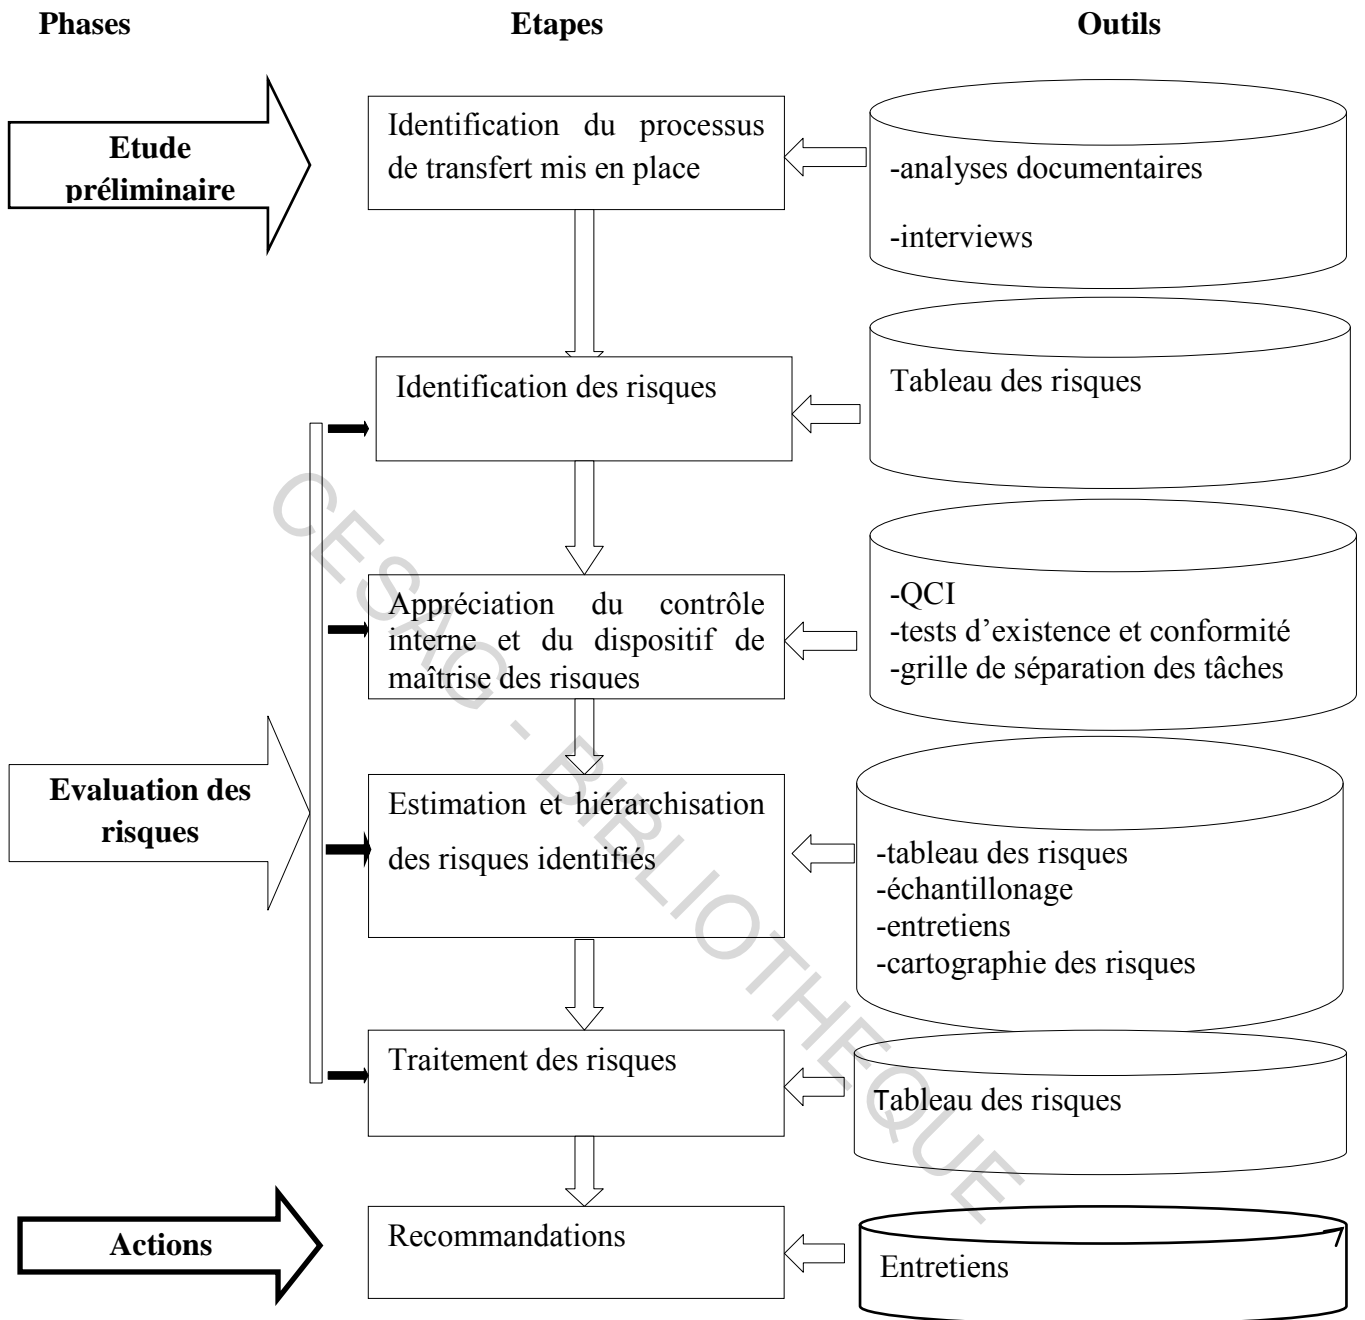 Phases
Etapes
Outils
Etude
préliminaire
Identification du processus
de transfert mis en place
-analyses documentaires
-interviews
Identification des risques
Tableau des risques
Appréciation du contrôle
interne et du dispositif de
maîtrise des risques
-QCI
-tests d’existence et conformité
-grille de séparation des tâches
Evaluation des
risques
Estimation et hiérarchisation
des risques identifiés
-tableau des risques
-échantillonage
-entretiens
-cartographie des risques
Traitement des risques
Tableau des risques
Actions
Recommandations
Entretiens
CESAG - BIBLIOTHEQUE